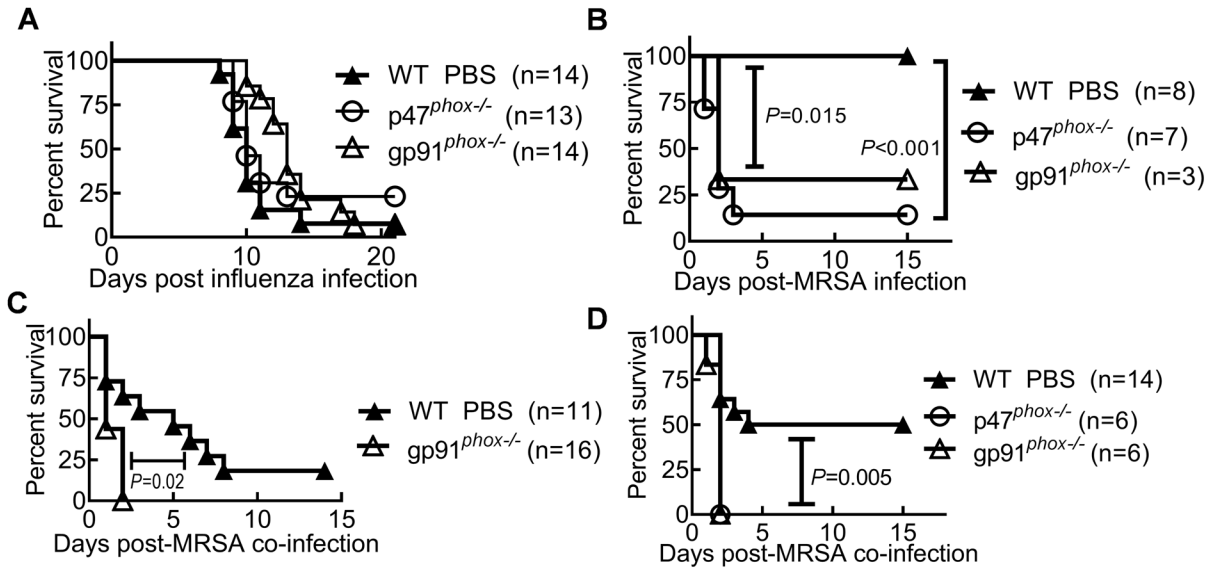 A
Percent survival
100
75
50
25
0
0 10 20
Days post influenza infection
WT PBS (n=14)
p47phox-/- (n=13)
gp91phox-/- (n=14)
B
Percent survival
100
75
50
25
0
0 5 10 15
Days post-MRSA infection
P=0.015
P<0.001
WT PBS (n=8)
p47phox-/- (n=7)
gp91phox-/- (n=3)
C
Percent survival
100
75
50
25
0
0 5 10 15
Days post-MRSA co-infection
P=0.02
WT PBS (n=11)
gp91phox-/- (n=16)
D
Percent survival
100
75
50
25
0
0 5 10 15
Days post-MRSA co-infection
P=0.005
WT PBS (n=14)
p47phox-/- (n=6)
gp91phox-/- (n=6)